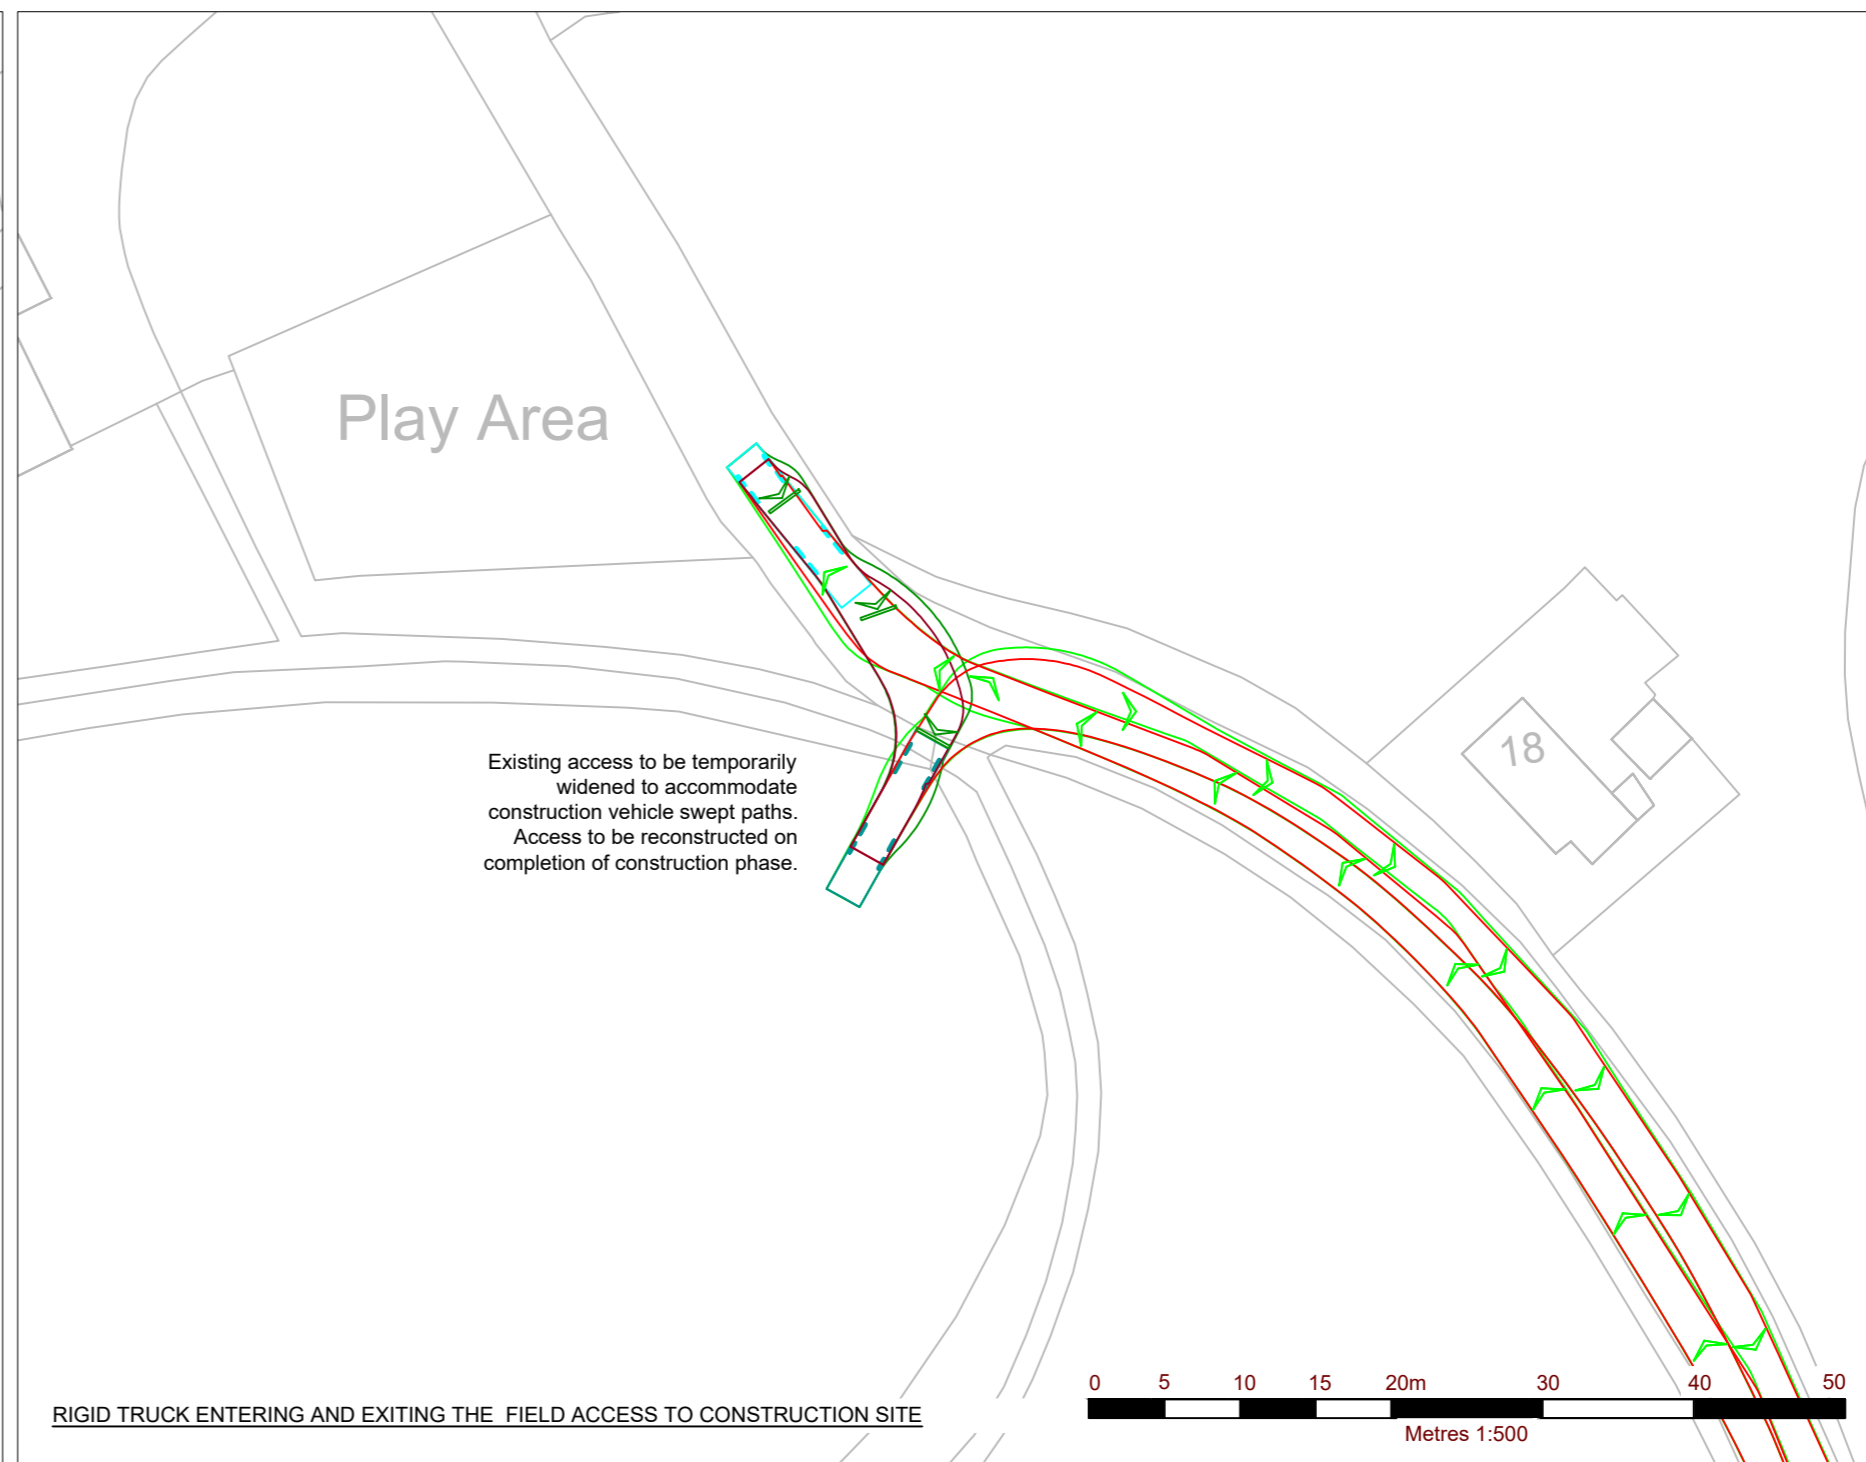 Play Area
18
Existing access to be temporarily
widened to accommodate
construction vehicle swept paths.
Access to be reconstructed on
completion of construction phase.
0 5 10 15 20m 30 40 50
Metres 1:500
RIGID TRUCK ENTERING AND EXITING THE FIELD ACCESS TO CONSTRUCTION SITE